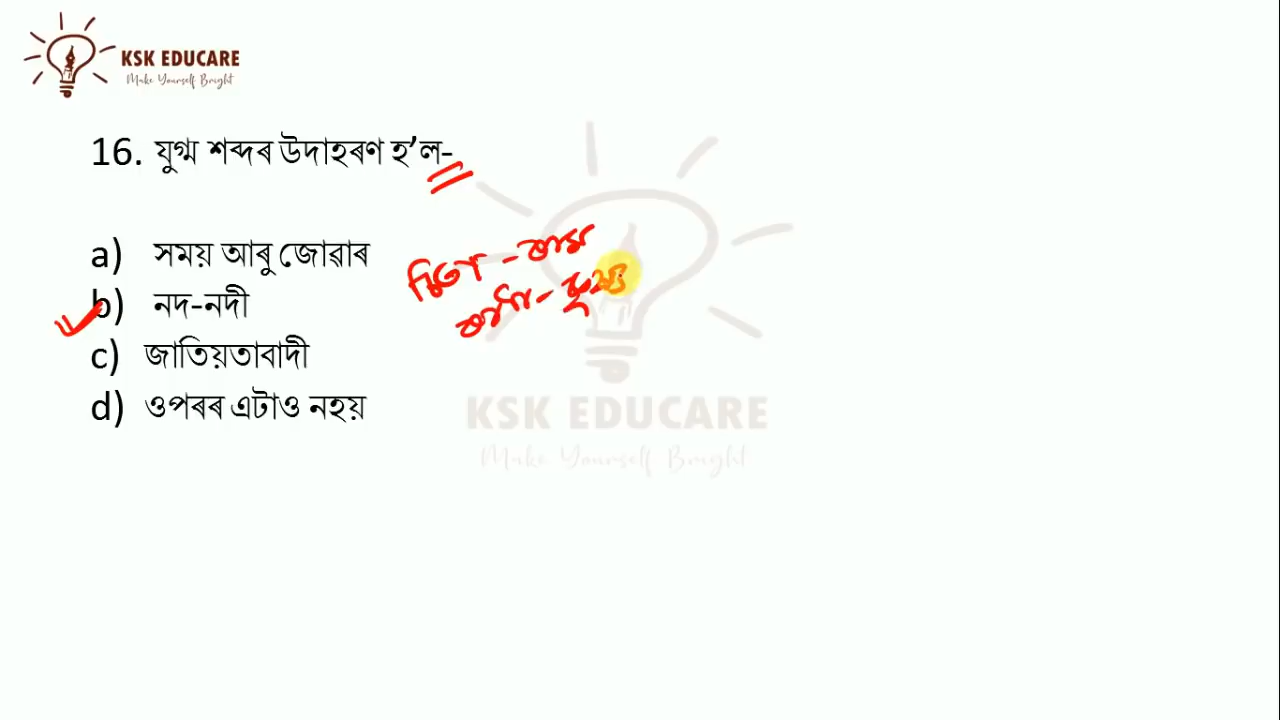 KSK EDUCARE
Make Yourself Bright
16. যুগ্ম শব্দৰ উদাহৰণ হ’ল-
a) সময় আৰু জোৱাৰ
b) নদ-নদী
c) জাতিয়তাবাদী
d) ওপৰৰ এটাও নহয়
KSK EDUCARE
Make Yourself Bright